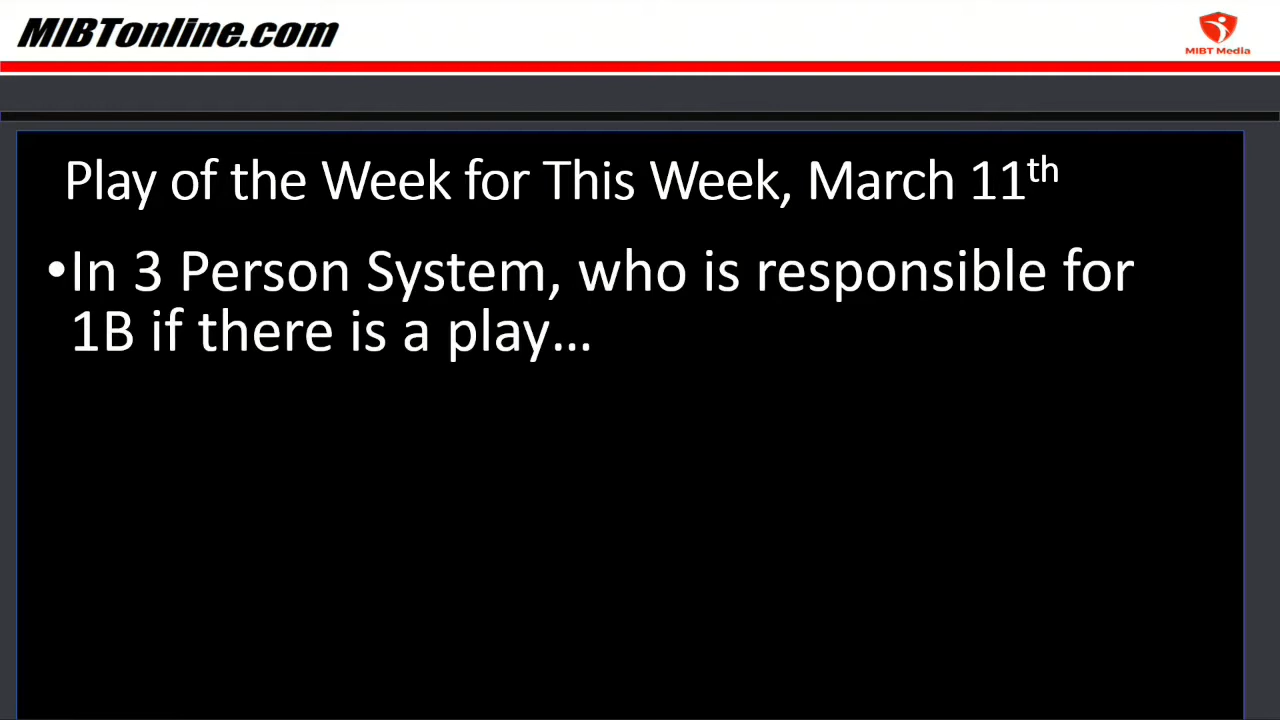 MIBTonline.com
MIBT Media
Play of the Week for This Week, March 11th
•In 3 Person System, who is responsible for
1B if there is a play...